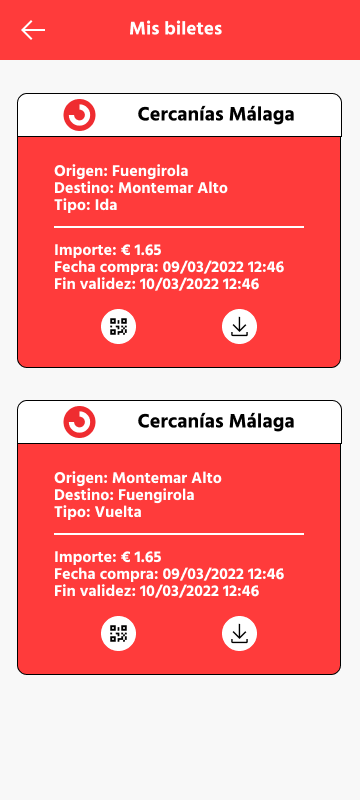 Mis biletes
Cercanías Málaga
Origen: Fuengirola
Destino: Montemar Alto
Tipo: Ida
Importe: € 1.65
Fecha compra: 09/03/2022 12:46
Fin validez: 10/03/2022 12:46
Cercanías Málaga
Origen: Montemar Alto
Destino: Fuengirola
Tipo: Vuelta
Importe: € 1.65
Fecha compra: 09/03/2022 12:46
Fin validez: 10/03/2022 12:46